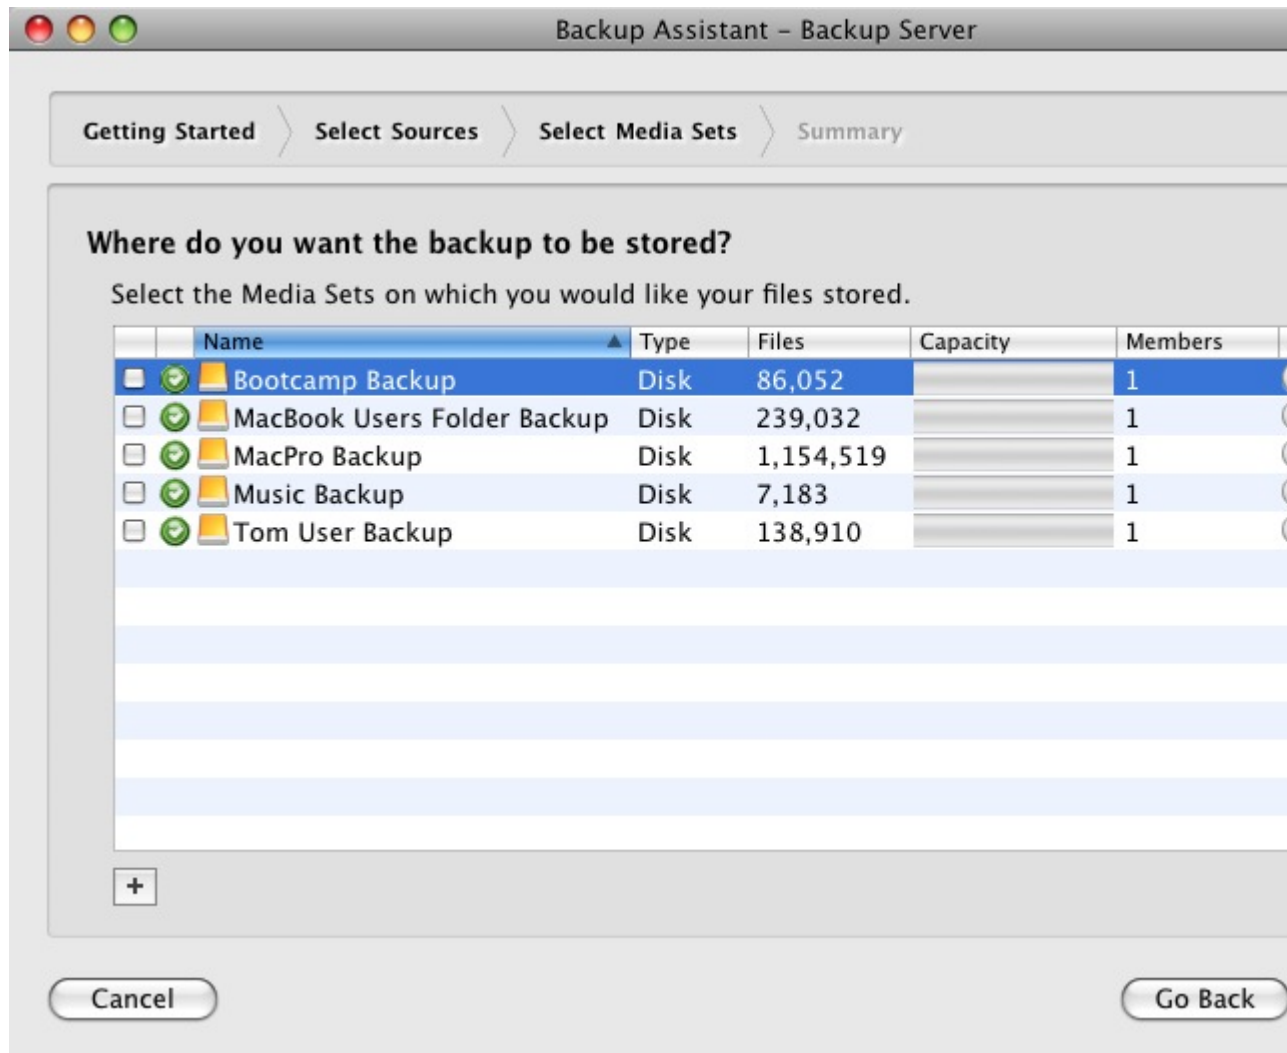 Backup Assistant – Backup Server
Getting Started Select Sources Select Media Sets Summary
Where do you want the backup to be stored?
Select the Media Sets on which you would like your files stored.
Name Type Files Capacity Members
Bootcamp Backup Disk 86,052 1
MacBook Users Folder Backup Disk 239,032 1
MacPro Backup Disk 1,154,519 1
Music Backup Disk 7,183 1
Tom User Backup Disk 138,910 1
+
Cancel Go Back